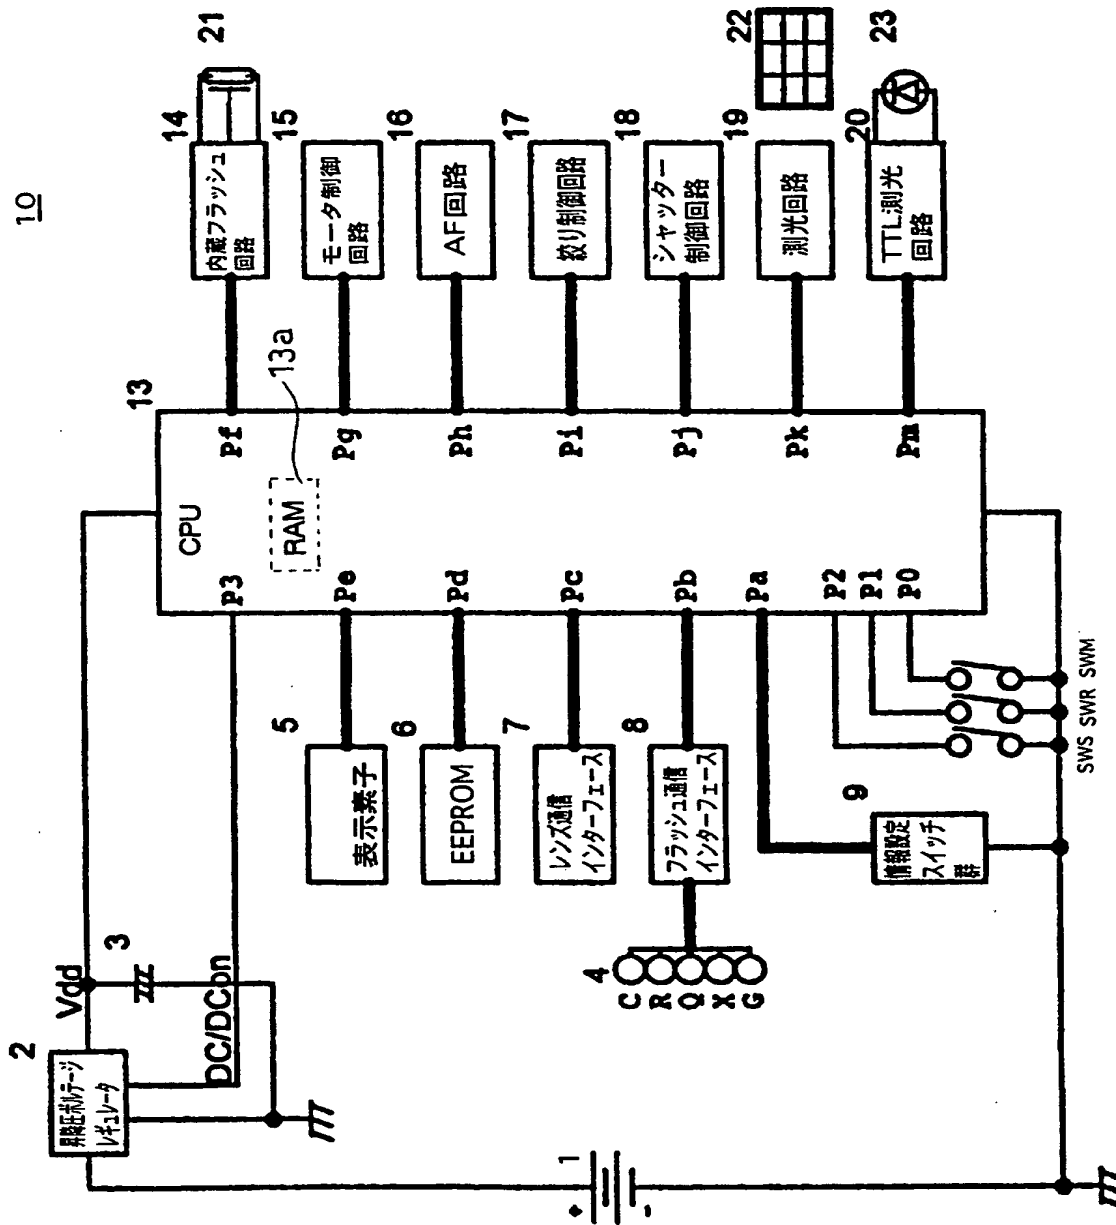 10
1
+
-
2
昇降圧ボルテージ
レギュレータ
Vdd
3
DC/DCon
4
C
R
Q
X
G
5
表示素子
6
EEPROM
7
レンズ通信
インターフェース
8
フラッシュ通信
インターフェース
9
情報設定
スイッチ
群
SWS
SWR
SWM
13
CPU
RAM
13a
P3
Pe
Pd
Pc
Pb
Pa
P2
P1
P0
Pf
Pg
Ph
Pi
Pj
Pk
Pm
14
内蔵フラッシュ
回路
21
15
モータ制御
回路
16
AF回路
17
絞り制御回路
18
シャッター
制御回路
19
測光回路
22
20
TTL測光
回路
23